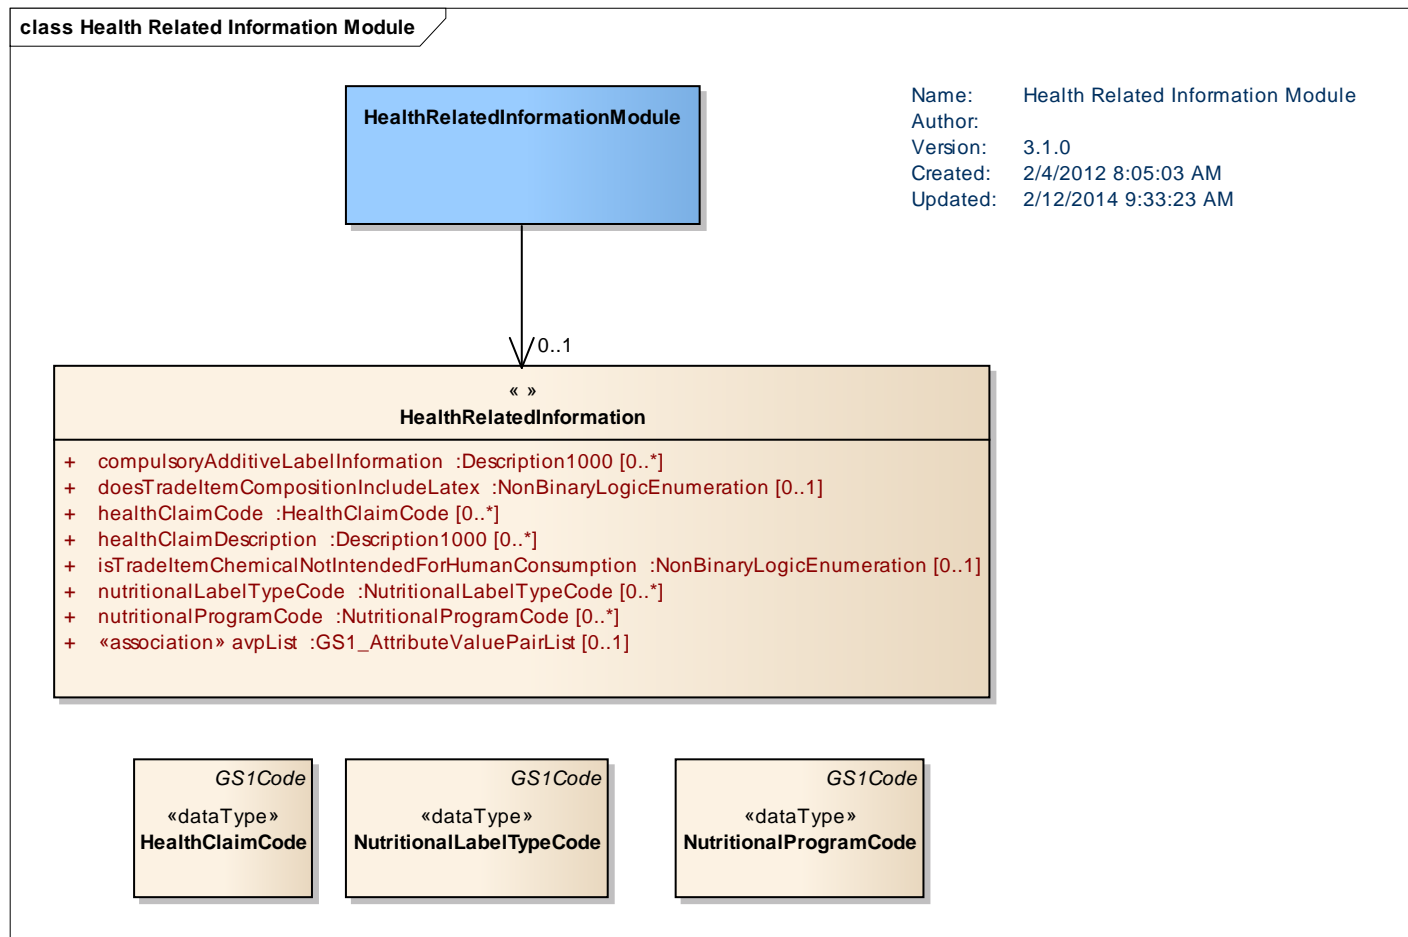 class Health Related Information Module
HealthRelatedInformationModule
Name: Health Related Information Module
Author:
Version: 3.1.0
Created: 2/4/2012 8:05:03 AM
Updated: 2/12/2014 9:33:23 AM
0..1
« »
HealthRelatedInformation
+ compulsoryAdditiveLabelInformation :Description1000 [0..*]
+ doesTradeItemCompositionIncludeLatex :NonBinaryLogicEnumeration [0..1]
+ healthClaimCode :HealthClaimCode [0..*]
+ healthClaimDescription :Description1000 [0..*]
+ isTradeItemChemicalNotIntendedForHumanConsumption :NonBinaryLogicEnumeration [0..1]
+ nutritionalLabelTypeCode :NutritionalLabelTypeCode [0..*]
+ nutritionalProgramCode :NutritionalProgramCode [0..*]
+ «association» avpList :GS1_AttributeValuePairList [0..1]
GS1Code
«dataType»
HealthClaimCode
GS1Code
«dataType»
NutritionalLabelTypeCode
GS1Code
«dataType»
NutritionalProgramCode